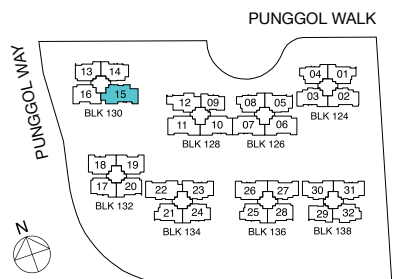 PUNGGOL WALK
PUNGGOL WAY
13 14
16 15
BLK 130
04 01
03 02
BLK 124
12 09
11 10
BLK 128
08 05
07 06
BLK 126
18 19
17 20
BLK 132
22 23
21 24
BLK 134
26 27
25 28
BLK 136
30 31
29 32
BLK 138
N